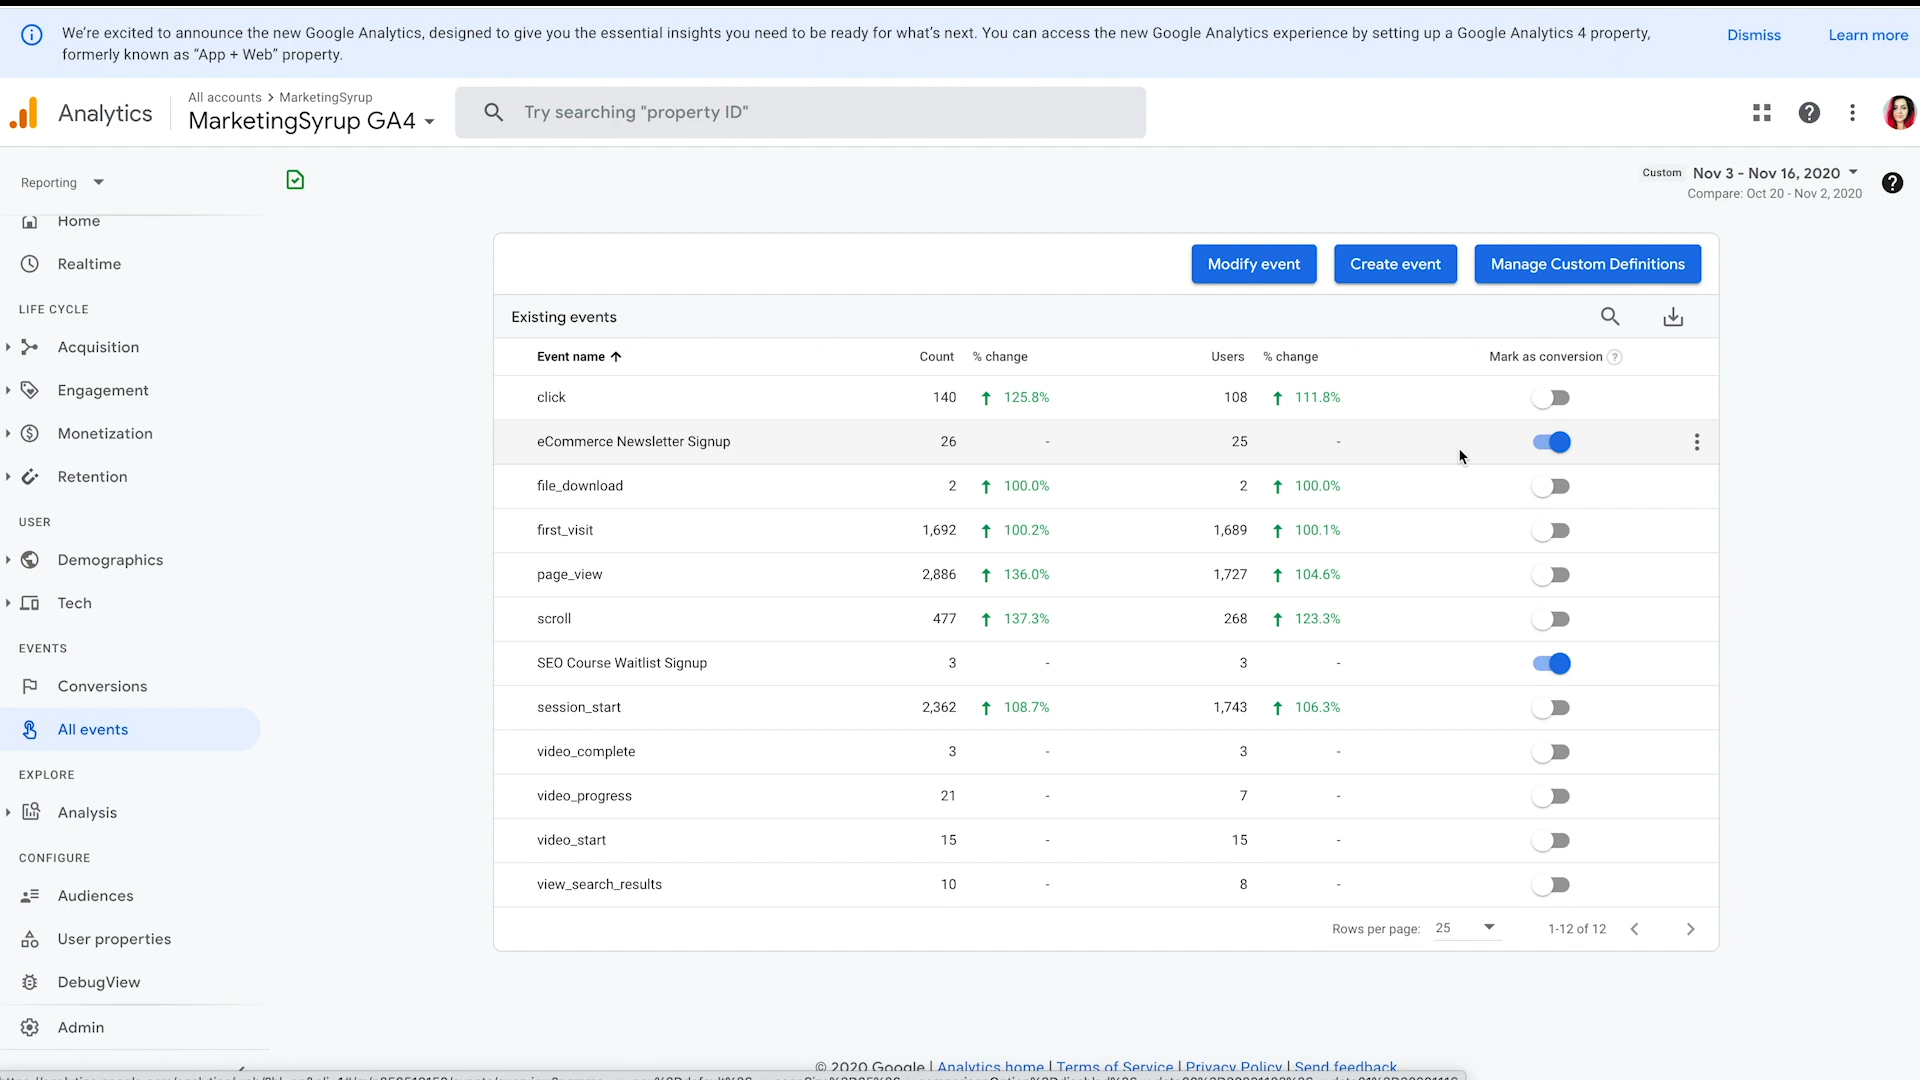 We're excited to announce the new Google Analytics, designed to give you the essential insights you need to be ready for what's next. You can access the new Google Analytics experience by setting up a Google Analytics 4 property,
formerly known as "App + Web" property.
Dismiss
Learn more
Analytics
All accounts > MarketingSyrup
MarketingSyrup GA4
Try searching "property ID"
Reporting
Custom Nov 3 - Nov 16, 2020
Compare: Oct 20 - Nov 2, 2020
Home
Realtime
LIFE CYCLE
Acquisition
Engagement
Monetization
Retention
USER
Demographics
Tech
EVENTS
Conversions
All events
EXPLORE
Analysis
CONFIGURE
Audiences
User properties
DebugView
Admin
Modify event
Create event
Manage Custom Definitions
Existing events
Event name Count % change Users % change Mark as conversion ?
click 140 125.8% 108 111.8%
eCommerce Newsletter Signup 26 - 25 -
file_download 2 100.0% 2 100.0%
first_visit 1,692 100.2% 1,689 100.1%
page_view 2,886 136.0% 1,727 104.6%
scroll 477 137.3% 268 123.3%
SEO Course Waitlist Signup 3 - 3 -
session_start 2,362 108.7% 1,743 106.3%
video_complete 3 - 3 -
video_progress 21 - 7 -
video_start 15 - 15 -
view_search_results 10 - 8 -
Rows per page: 25 1-12 of 12
© 2020 Google | Analytics home | Terms of Service | Privacy Policy | Send feedback